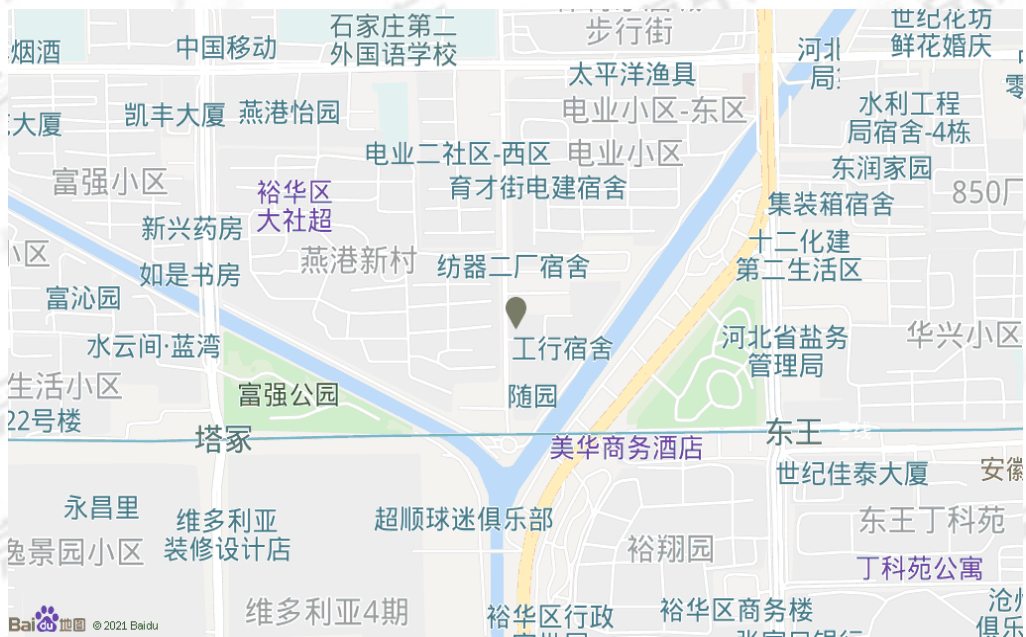 世纪花坊
鲜花婚庆
石家庄第二
外国语学校
步行街
烟酒
中国移动
河北
局
太平洋渔具
凯丰大厦
燕港怡园
大厦
电业小区-东区
水利工程
局宿舍-4栋
电业二社区-西区
电业小区
东润家园
富强小区
裕华区
大社超
育才街电建宿舍
850厂
集装箱宿舍
新兴药房
小区
燕港新村
纺器二厂宿舍
十二化建
第二生活区
如是书房
富沁园
水云间·蓝湾
工行宿舍
河北省盐务
管理局
华兴小区
生活小区
富强公园
随园
22号楼
塔冢
美华商务酒店
东王
世纪佳泰大厦
安徽
永昌里
维多利亚
装修设计店
超顺球迷俱乐部
东王丁科苑
逸景园小区
裕翔园
丁科苑公寓
维多利亚4期
裕华区行政
裕华区商务楼
沧州
俱乐
Bai du 地图 © 2021 Baidu